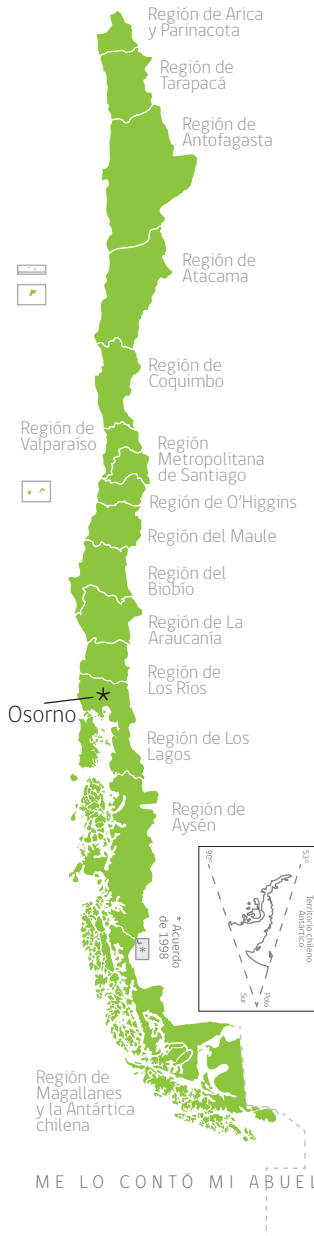 Región de Arica
y Parinacota
Región de
Tarapacá
Región de
Antofagasta
Región de
Atacama
Región de
Coquimbo
Región de
Valparaíso
Región
Metropolitana
de Santiago
Región de O'Higgins
Región del Maule
Región del
Biobío
Región de La
Araucanía
Región de
Los Ríos
*
Osorno
Región de Los
Lagos
Región de
Aysén
90°
53°
Territorio chileno
Antártico
Polo
Sur
* Acuerdo
de 1998
*
Región de
Magallanes
y la Antártica
chilena
ME LO CONTÓ MI ABUEL